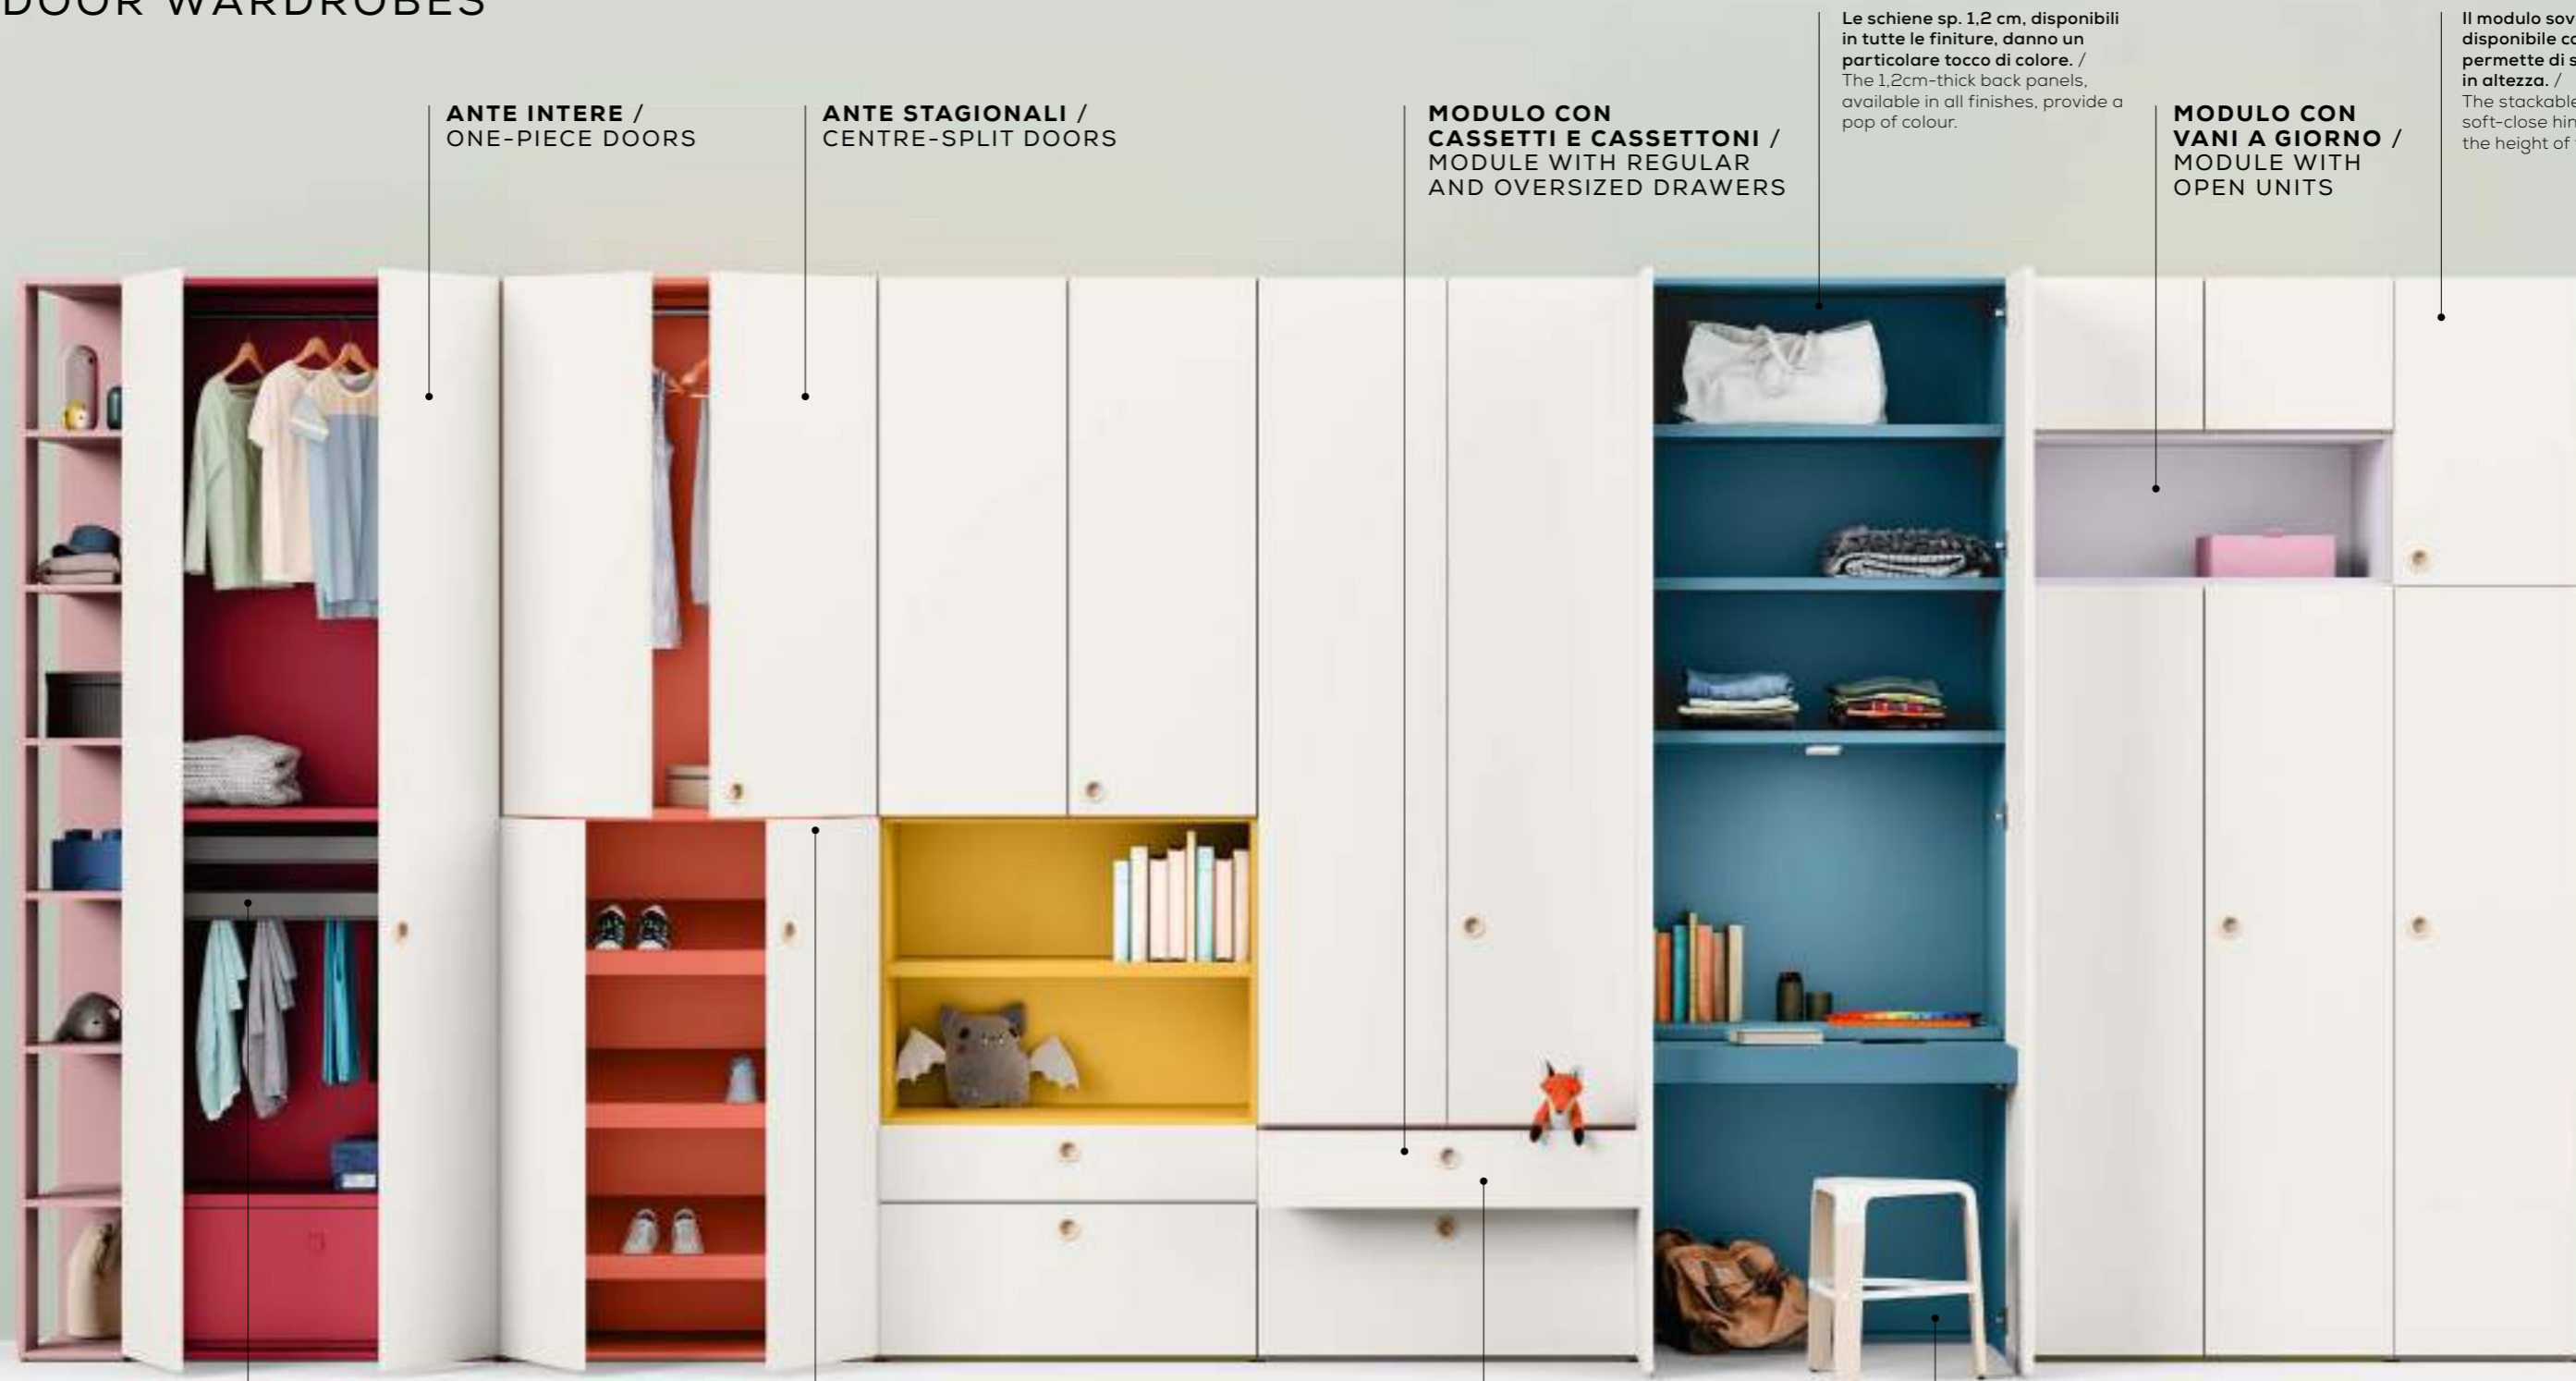 DOOR WARDROBES
ANTE INTERE /
ONE-PIECE DOORS
ANTE STAGIONALI /
CENTRE-SPLIT DOORS
MODULO CON
CASSETTI E CASSETTONI /
MODULE WITH REGULAR
AND OVERSIZED DRAWERS
Le schiene sp. 1,2 cm, disponibili
in tutte le finiture, danno un
particolare tocco di colore. /
The 1,2cm-thick back panels,
available in all finishes, provide a
pop of colour.
MODULO CON
VANI A GIORNO /
MODULE WITH
OPEN UNITS
Il modulo
disponibile
permette di
in altezza. /
The stackable
soft-close
the height of